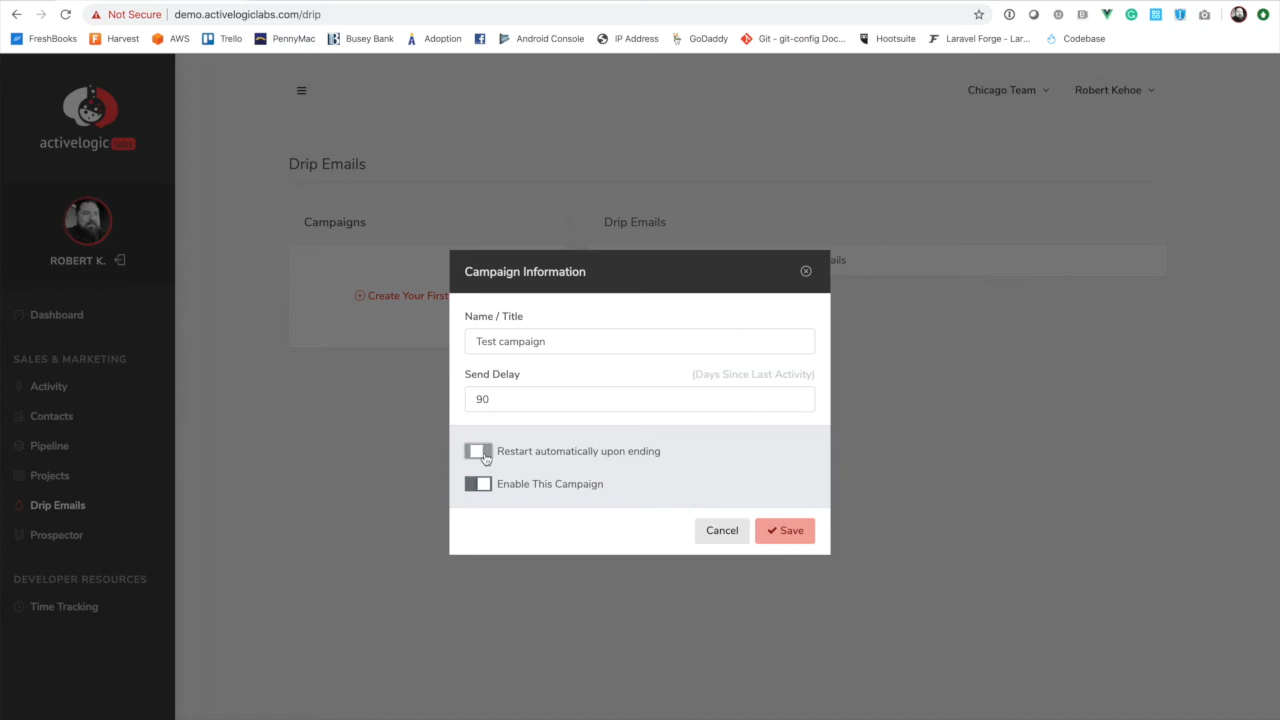 Not Secure demo.activelogiclabs.com/drip
FreshBooks Harvest AWS Trello PennyMac Busey Bank Adoption Android Console IP Address GoDaddy Git - git-config Doc... Hootsuite Laravel Forge - Lar... Codebase
activelogic labs
Chicago Team Robert Kehoe
Drip Emails
Campaigns
Drip Emails
ROBERT K.
ails
Create Your First
Campaign Information
Name / Title
Test campaign
Send Delay (Days Since Last Activity)
90
Restart automatically upon ending
Enable This Campaign
Cancel Save
Dashboard
SALES & MARKETING
Activity
Contacts
Pipeline
Projects
Drip Emails
Prospector
DEVELOPER RESOURCES
Time Tracking